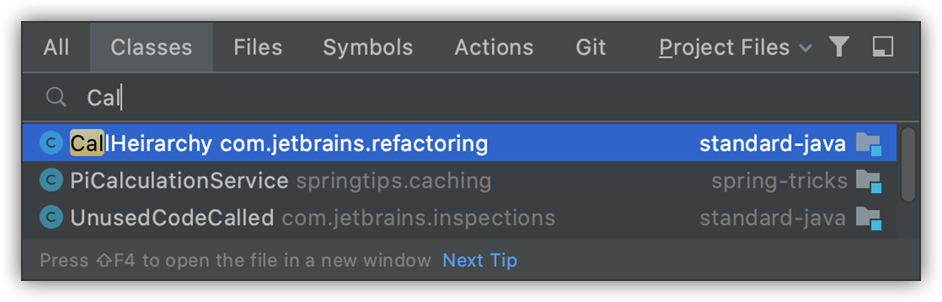 All Classes Files Symbols Actions Git Project Files
Cal
C CallHeirarchy com.jetbrains.refactoring standard-java
C PiCalculationService springtips.caching spring-tricks
C UnusedCodeCalled com.jetbrains.inspections standard-java
Press ⇧F4 to open the file in a new window Next Tip